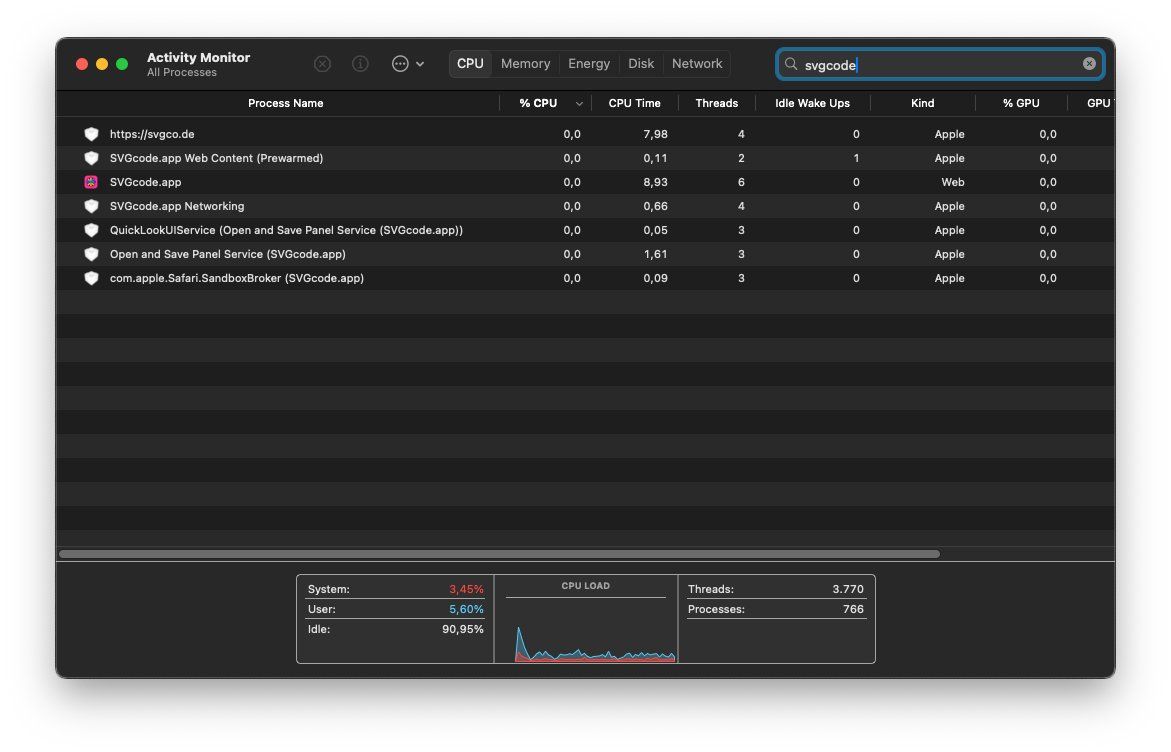 Activity Monitor
All Processes
CPU Memory Energy Disk Network
svgcode
Process Name % CPU CPU Time Threads Idle Wake Ups Kind % GPU GPU
https://svgco.de 0,0 7,98 4 0 Apple 0,0
SVGcode.app Web Content (Prewarmed) 0,0 0,11 2 1 Apple 0,0
SVGcode.app 0,0 8,93 6 0 Web 0,0
SVGcode.app Networking 0,0 0,66 4 0 Apple 0,0
QuickLookUIService (Open and Save Panel Service (SVGcode.app)) 0,0 0,05 3 0 Apple 0,0
Open and Save Panel Service (SVGcode.app) 0,0 1,61 3 0 Apple 0,0
com.apple.Safari.SandboxBroker (SVGcode.app) 0,0 0,09 3 0 Apple 0,0
System: 3,45% CPU LOAD Threads: 3.770
User: 5,60% Processes: 766
Idle: 90,95%